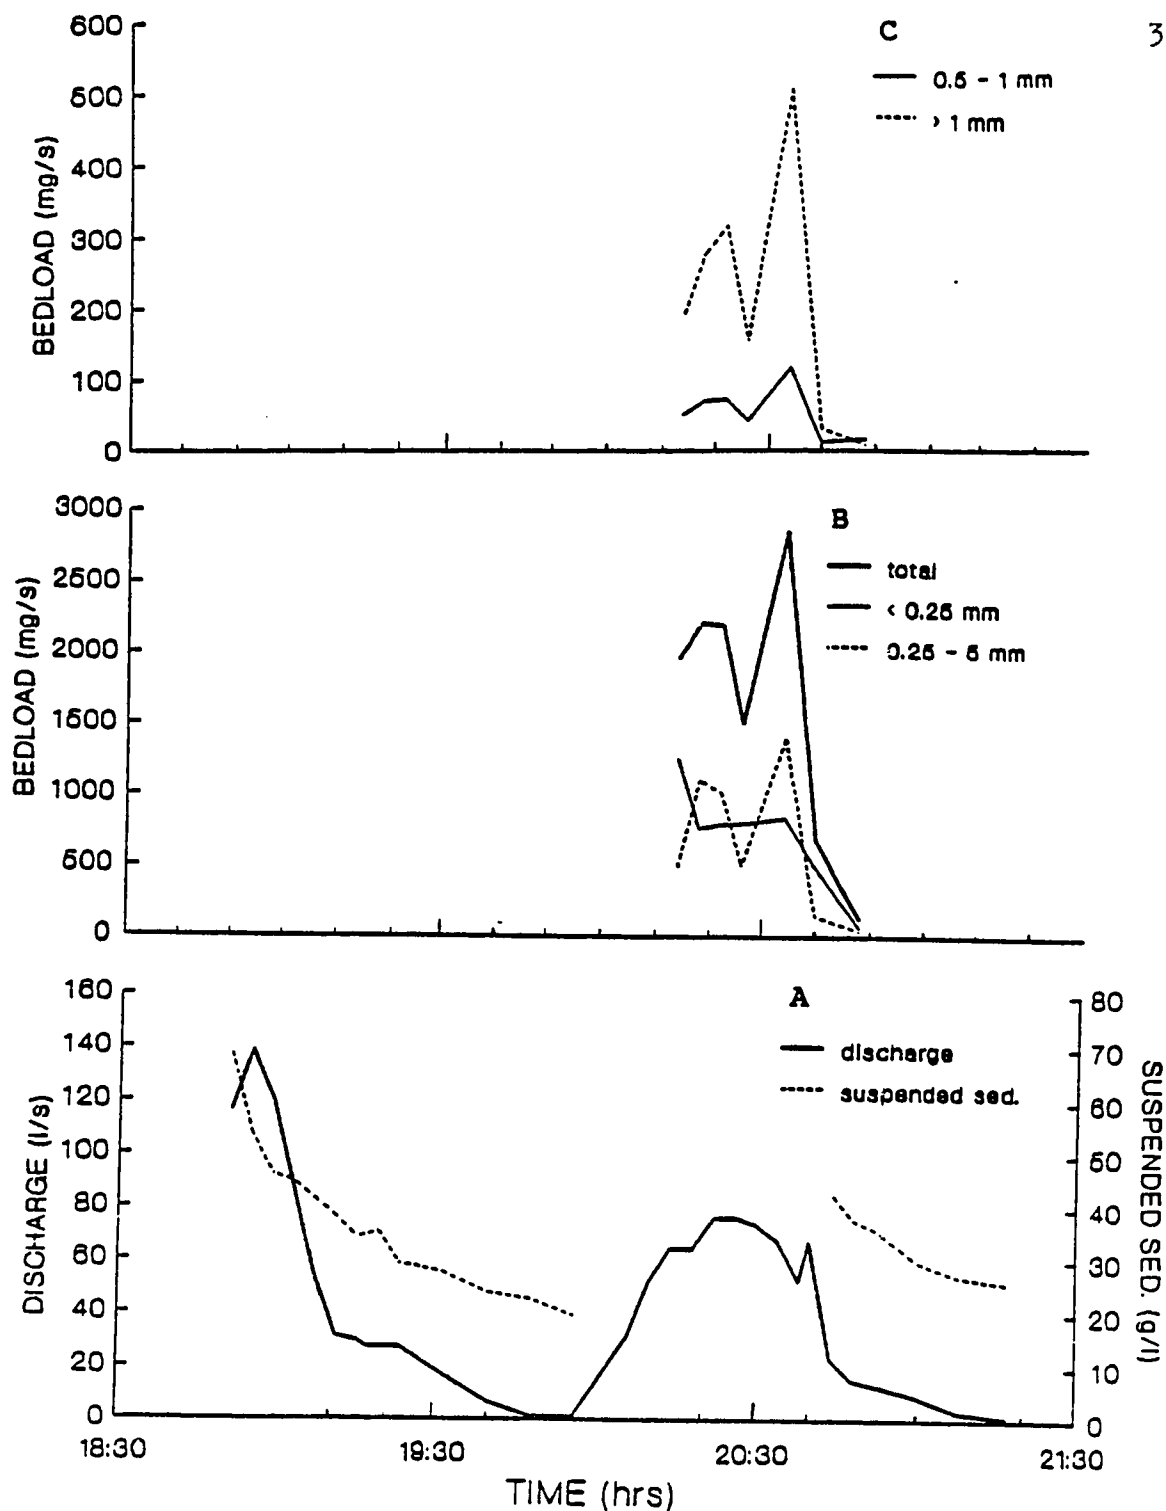 3
C
0.5 - 1 mm
> 1 mm
BEDLOAD (mg/s)
600
500
400
300
200
100
0
B
total
< 0.25 mm
0.25 - 5 mm
BEDLOAD (mg/s)
3000
2500
2000
1500
1000
500
0
A
discharge
suspended sed.
DISCHARGE (l/s)
160
140
120
100
80
60
40
20
0
80
70
60
50
40
30
20
10
0
SUSPENDED SED. (g/l)
18:30
19:30
20:30
21:30
TIME (hrs)